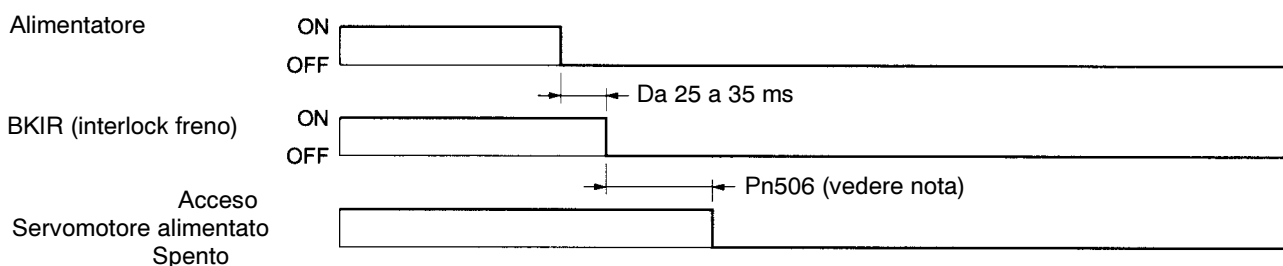 Alimentatore
ON
OFF
Da 25 a 35 ms
BKIR (interlock freno)
ON
OFF
Pn506 (vedere nota)
Acceso
Servomotore alimentato
Spento